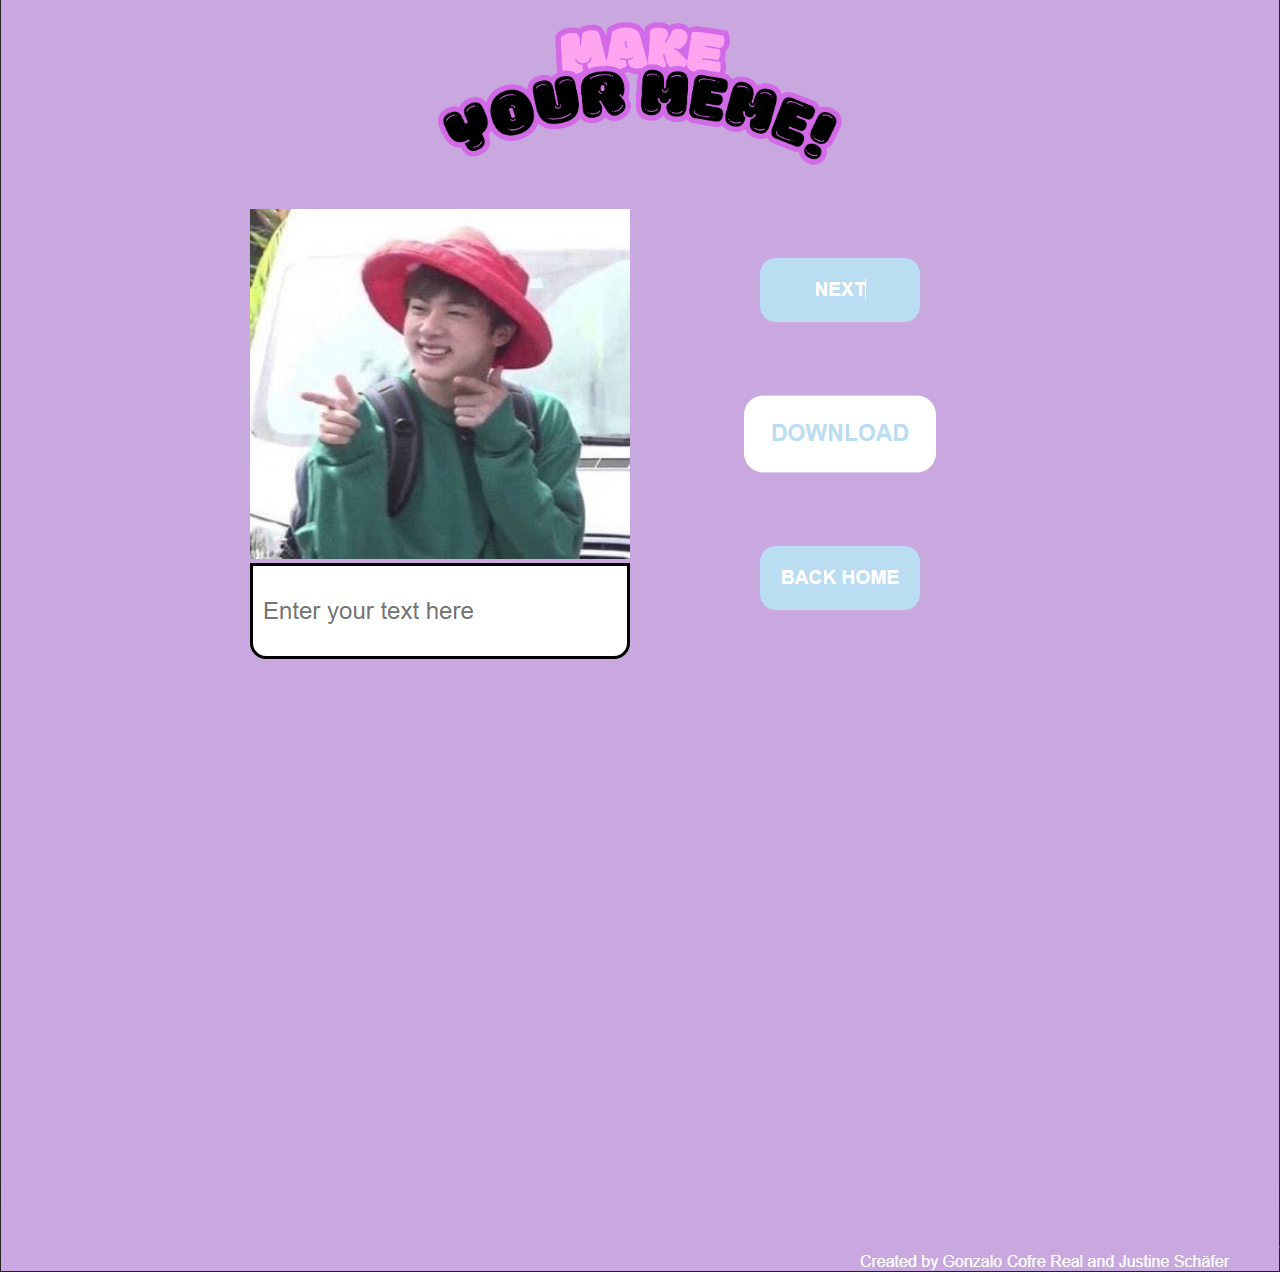 MAKE
YOUR MEME!
NEXT
DOWNLOAD
BACK HOME
Enter your text here
Created by Gonzalo Cofre Real and Justine Schäfer